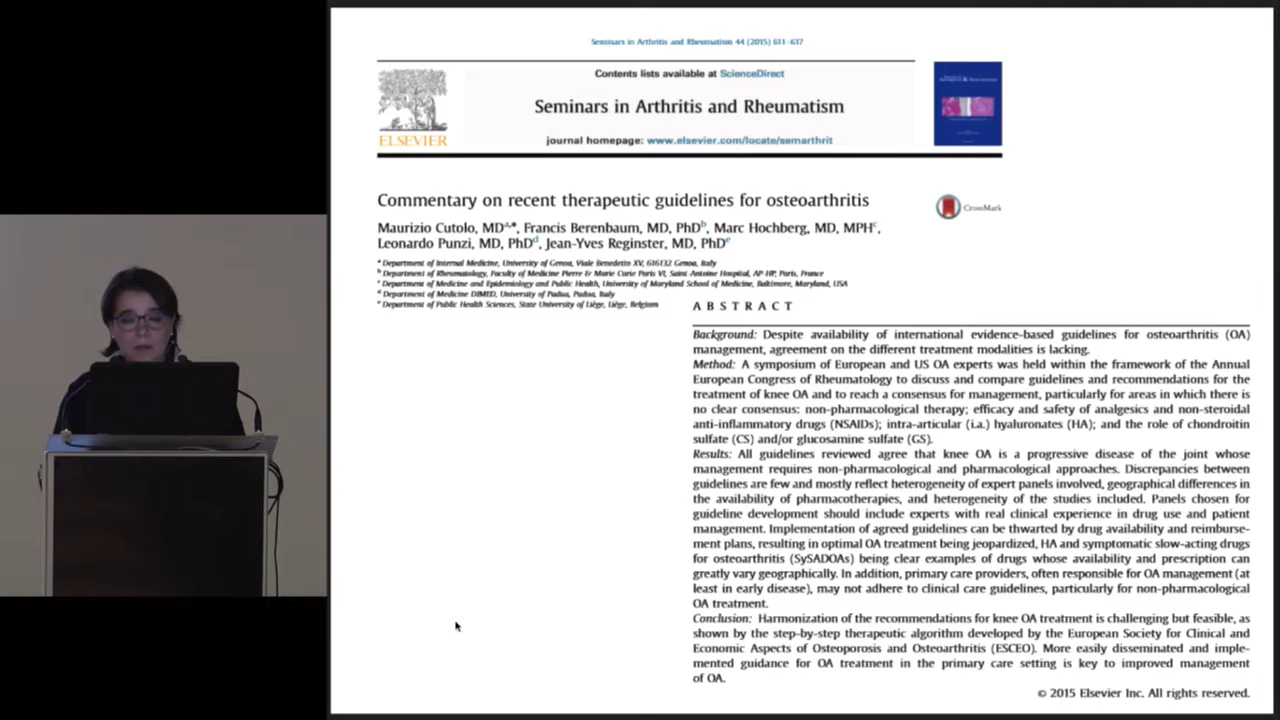 Seminars in Arthritis and Rheumatism 44 (2015) 611–617
Contents lists available at ScienceDirect
Seminars in Arthritis and Rheumatism
journal homepage: www.elsevier.com/locate/semarthrit
ELSEVIER
Commentary on recent therapeutic guidelines for osteoarthritis
CrossMark
Maurizio Cutolo, MDa,*, Francis Berenbaum, MD, PhDb, Marc Hochberg, MD, MPHc,
Leonardo Punzi, MD, PhDd, Jean-Yves Reginster, MD, PhDe
a Department of Internal Medicine, University of Genoa, Viale Benedetto XV, 616132 Genoa, Italy
b Department of Rheumatology, Faculty of Medicine Pierre & Marie Curie Paris VI, Saint-Antoine Hospital, AP-HP, Paris, France
c Department of Medicine and Epidemiology and Public Health, University of Maryland School of Medicine, Baltimore, Maryland, USA
d Department of Medicine DIMED, University of Padua, Padua, Italy
e Department of Public Health Sciences, State University of Liège, Liège, Belgium
ABSTRACT
Background: Despite availability of international evidence-based guidelines for osteoarthritis (OA)
management, agreement on the different treatment modalities is lacking.
Method: A symposium of European and US OA experts was held within the framework of the Annual
European Congress of Rheumatology to discuss and compare guidelines and recommendations for the
treatment of knee OA and to reach a consensus for management, particularly for areas in which there is
no clear consensus: non-pharmacological therapy; efficacy and safety of analgesics and non-steroidal
anti-inflammatory drugs (NSAIDs); intra-articular (i.a.) hyaluronates (HA); and the role of chondroitin
sulfate (CS) and/or glucosamine sulfate (GS).
Results: All guidelines reviewed agree that knee OA is a progressive disease of the joint whose
management requires non-pharmacological and pharmacological approaches. Discrepancies between
guidelines are few and mostly reflect heterogeneity of expert panels involved, geographical differences in
the availability of pharmacotherapies, and heterogeneity of the studies included. Panels chosen for
guideline development should include experts with real clinical experience in drug use and patient
management. Implementation of agreed guidelines can be thwarted by drug availability and reimburse-
ment plans, resulting in optimal OA treatment being jeopardized, HA and symptomatic slow-acting drugs
for osteoarthritis (SySADOAs) being clear examples of drugs whose availability and prescription can
greatly vary geographically. In addition, primary care providers, often responsible for OA management (at
least in early disease), may not adhere to clinical care guidelines, particularly for non-pharmacological
OA treatment.
Conclusion: Harmonization of the recommendations for knee OA treatment is challenging but feasible, as
shown by the step-by-step therapeutic algorithm developed by the European Society for Clinical and
Economic Aspects of Osteoporosis and Osteoarthritis (ESCEO). More easily disseminated and imple-
mented guidance for OA treatment in the primary care setting is key to improved management
of OA.
© 2015 Elsevier Inc. All rights reserved.